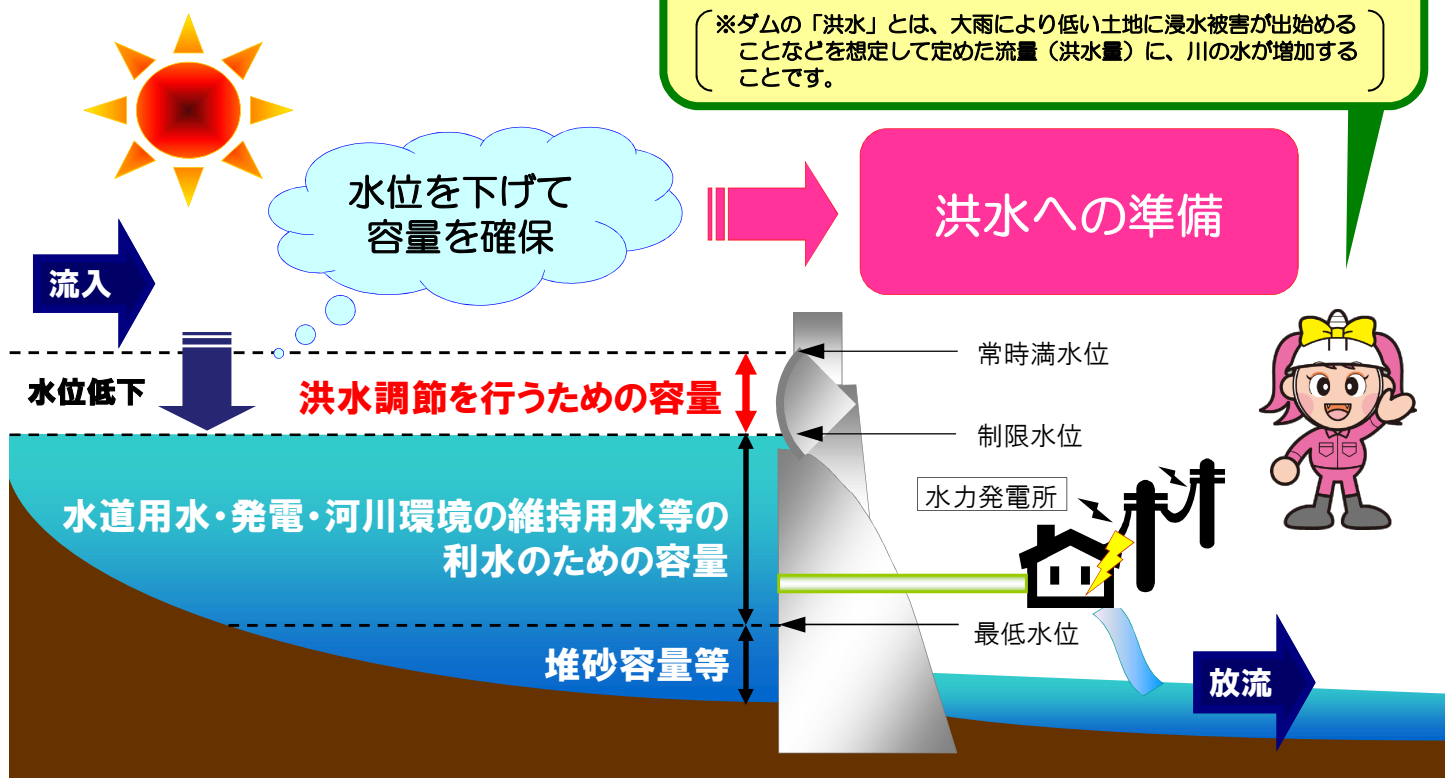 ※ダムの「洪水」とは、大雨により低い土地に浸水被害が出始める
ことなどを想定して定めた流量（洪水量）に、川の水が増加する
ことです。
水位を下げて
容量を確保
洪水への準備
流入
常時満水位
水位低下
洪水調節を行うための容量
制限水位
水力発電所
水道用水・発電・河川環境の維持用水等の
利水のための容量
最低水位
堆砂容量等
放流